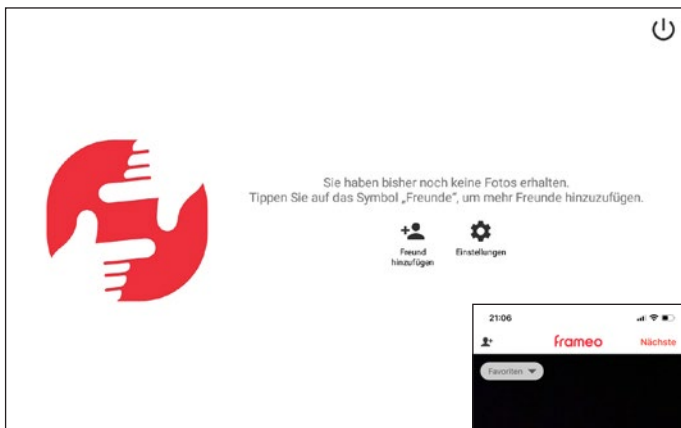 Sie haben bisher noch keine Fotos erhalten.
Tippen Sie auf das Symbol „Freunde“, um mehr Freunde hinzuzufügen.
Freund
hinzufügen
Einstellungen
21:06
frameo
Nächste
Favoriten